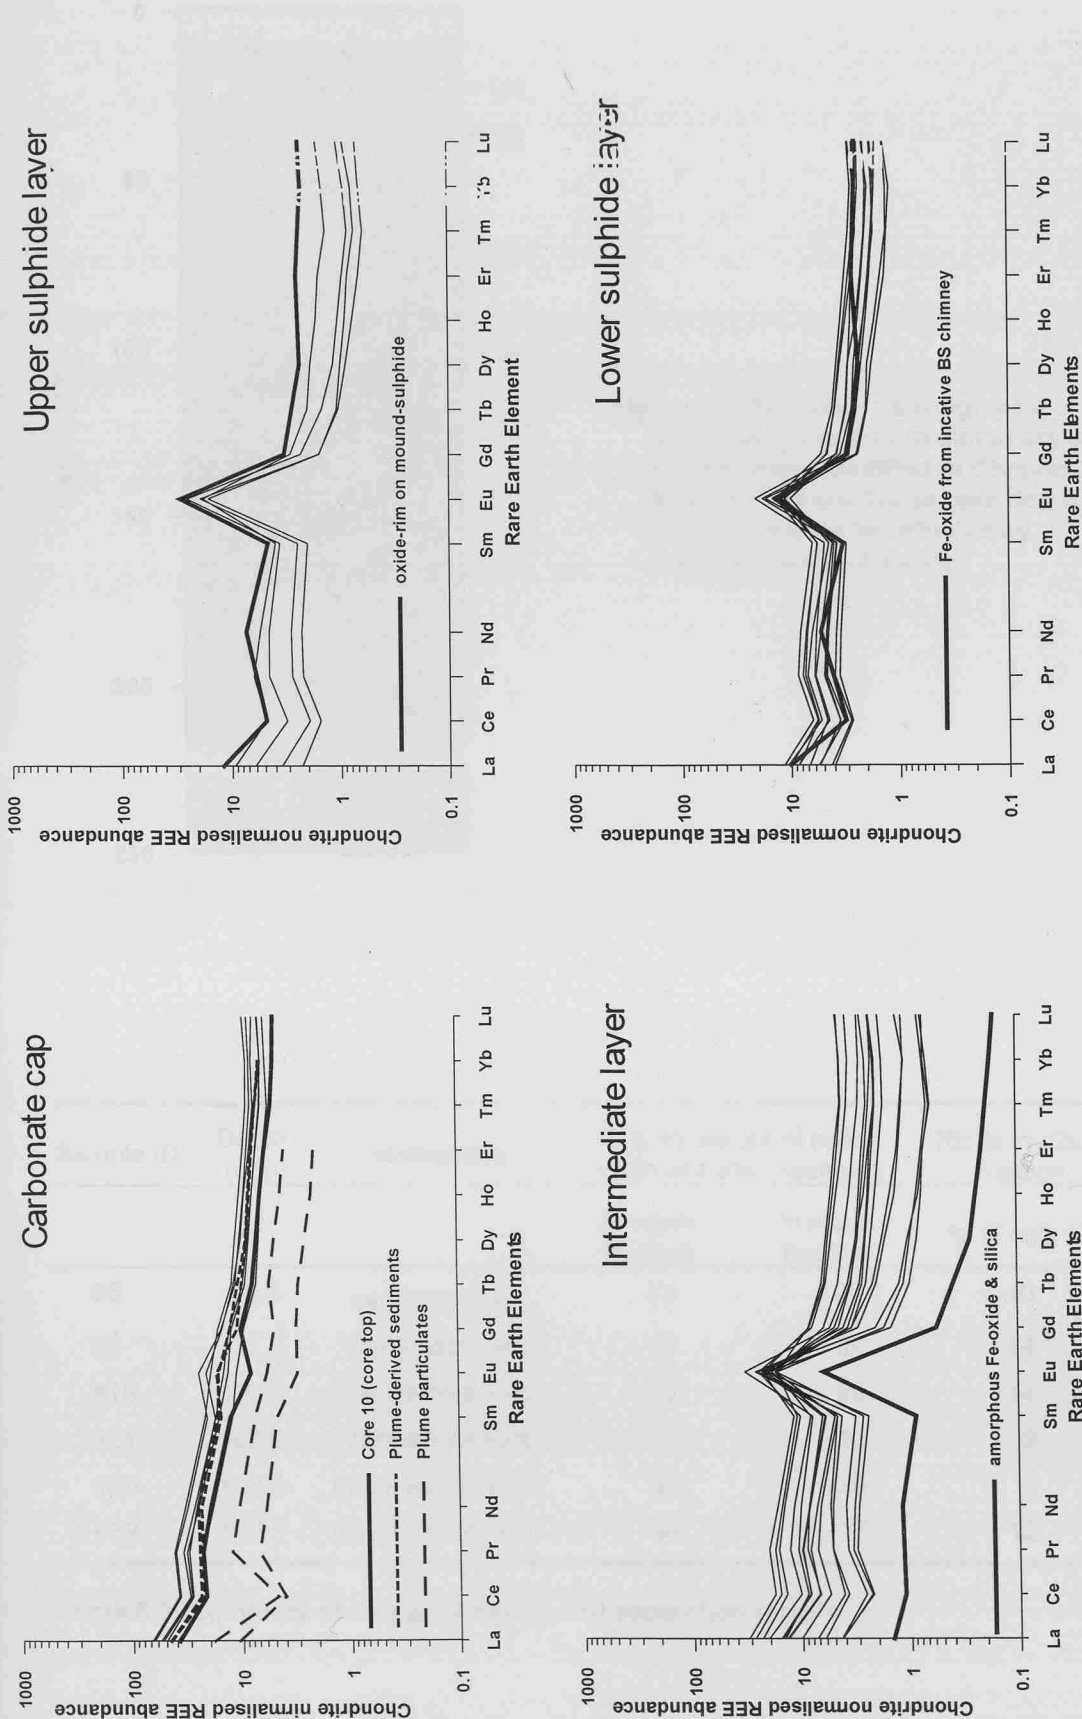 Carbonate cap
Chondrite nirmalised REE abundance
1000
100
10
1
0.1
La Ce Pr Nd Sm Eu Gd Tb Dy Ho Er Tm Yb Lu
Rare Earth Elements
Core 10 (core top)
Plume-derived sediments
Plume particulates
Upper sulphide layer
Chondrite normalised REE abundance
1000
100
10
1
0.1
La Ce Pr Nd Sm Eu Gd Tb Dy Ho Er Tm Yb Lu
Rare Earth Element
oxide-rim on mound-sulphide
Intermediate layer
Chondrite normalised REE abundance
1000
100
10
1
0.1
La Ce Pr Nd Sm Eu Gd Tb Dy Ho Er Tm Yb Lu
Rare Earth Elements
amorphous Fe-oxide & silica
Lower sulphide layer
Chondrite normalised REE abundance
1000
100
10
1
0.1
La Ce Pr Nd Sm Eu Gd Tb Dy Ho Er Tm Yb Lu
Rare Earth Elements
Fe-oxide from incative BS chimney